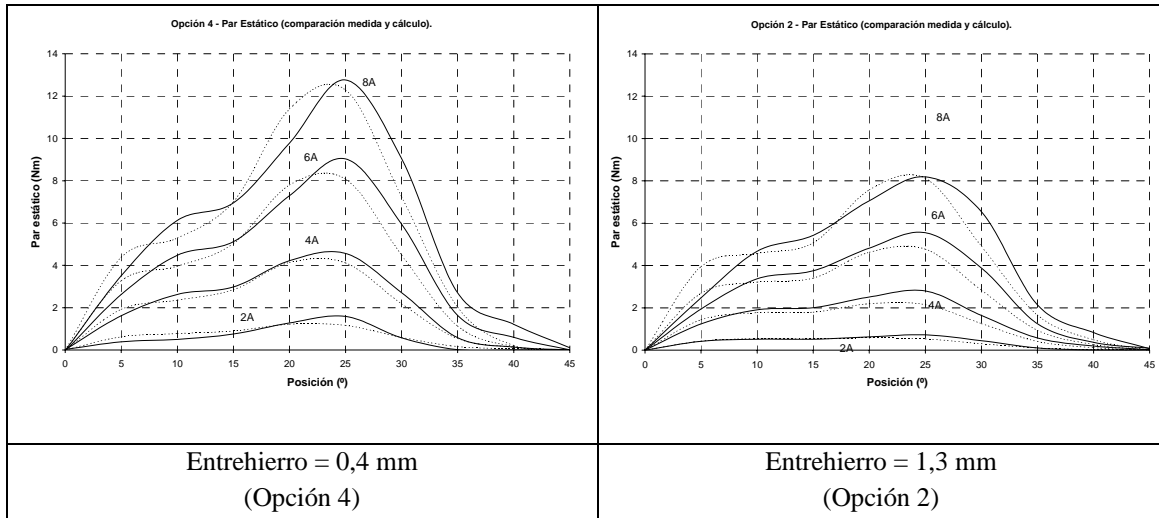 Opción 4 - Par Estático (comparación medida y cálculo).
14
12
10
8
6
4
2
0
Par estático (Nm)
8A
6A
4A
2A
0 5 10 15 20 25 30 35 40 45
Posición (º)
Opción 2 - Par Estático (comparación medida y cálculo).
14
12
10
8
6
4
2
0
Par estático (Nm)
8A
6A
4A
2A
0 5 10 15 20 25 30 35 40 45
Posición (º)
Entrehierro = 0,4 mm
(Opción 4)
Entrehierro = 1,3 mm
(Opción 2)